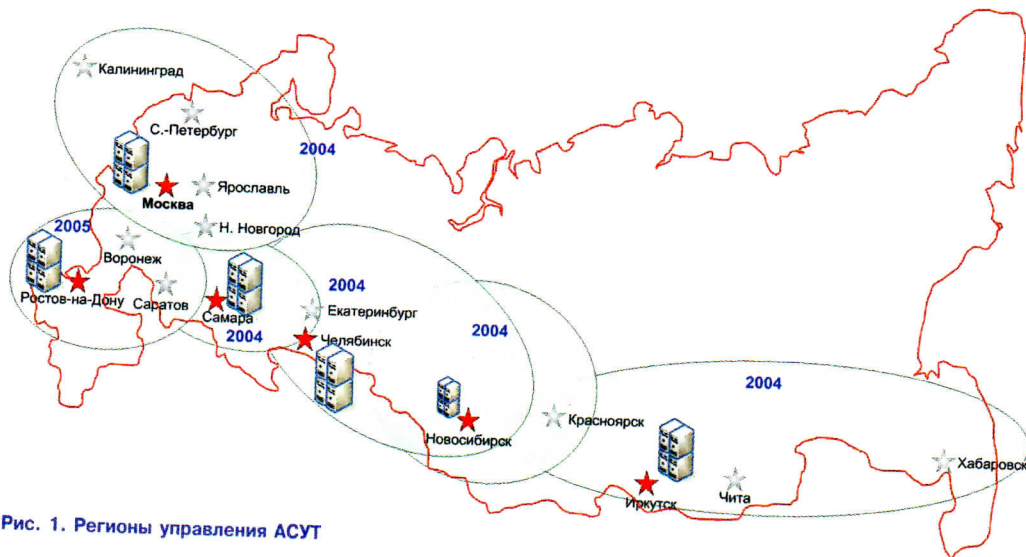 Калининград
С.-Петербург
2004
Ярославль
Москва
Н. Новгород
2005
Воронеж
Ростов-на-Дону
Саратов
Самара
2004
2004
Екатеринбург
Челябинск
2004
Новосибирск
Красноярск
2004
Иркутск
Чита
Хабаровск
Рис. 1. Регионы управления АСУТ